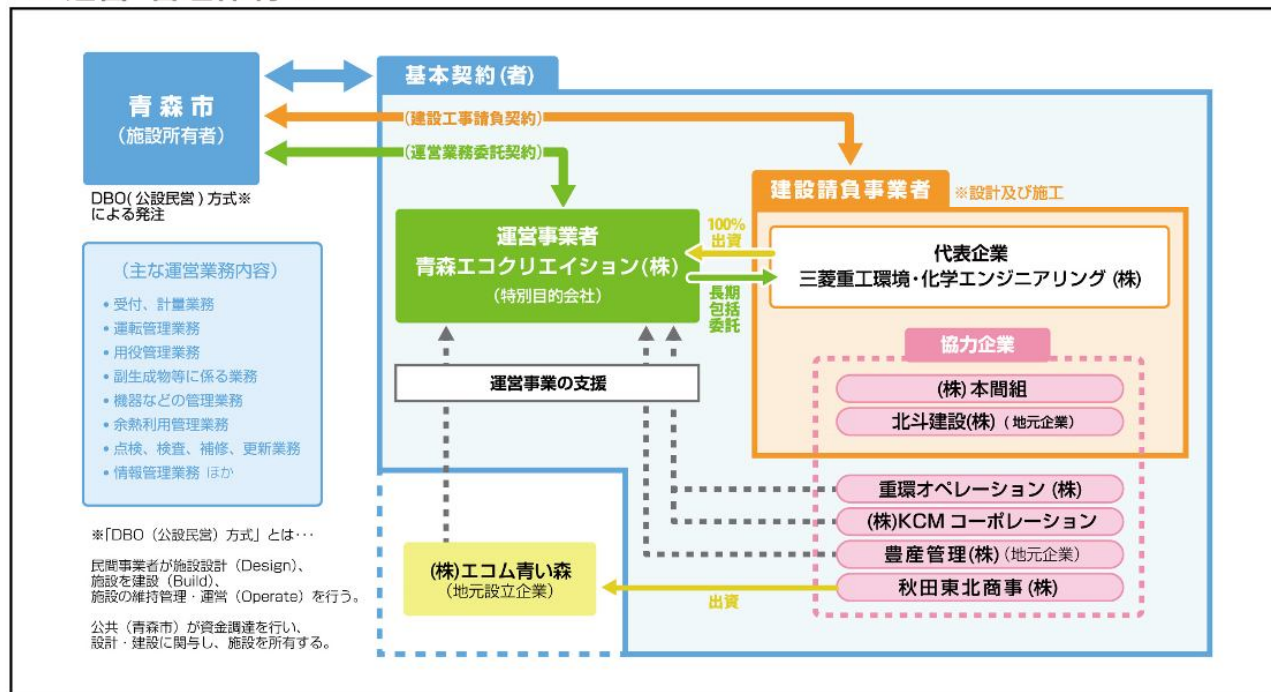 青森市
(施設所有者)
DBO(公設民営)方式※
による発注
基本契約(者)
(建設工事請負契約)
(運営業務委託契約)
建設請負事業者 ※設計及び施工
運営事業者
青森エコクリエイション(株)
(特別目的会社)
100%
出資
長期
包括
委託
代表企業
三菱重工環境・化学エンジニアリング(株)
協力企業
(株)本間組
北斗建設(株)(地元企業)
重環オペレーション(株)
(株)KCMコーポレーション
豊産管理(株)(地元企業)
秋田東北商事(株)
運営事業の支援
(株)エコム青い森
(地元設立企業)
出資
(主な運営業務内容)
• 受付、計量業務
• 運転管理業務
• 用役管理業務
• 副生成物等に係る業務
• 機器などの管理業務
• 余熱利用管理業務
• 点検、検査、補修、更新業務
• 情報管理業務 ほか
※「DBO(公設民営)方式」とは…
民間事業者が施設設計(Design)、
施設を建設(Build)、
施設の維持管理・運営(Operate)を行う。
公共(青森市)が資金調達を行い、
設計・建設に関与し、施設を所有する。